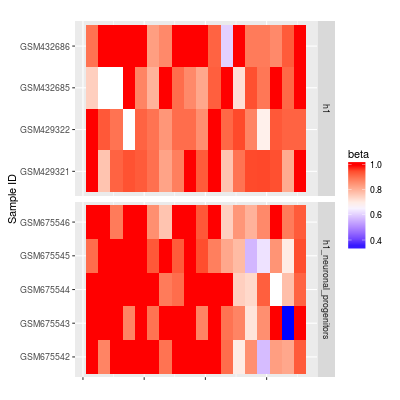 GSM432686
GSM432685
GSM429322
GSM429321
h1
GSM675546
GSM675545
GSM675544
GSM675543
GSM675542
h1_neuronal_progenitors
Sample ID
beta
1.0
0.8
0.6
0.4